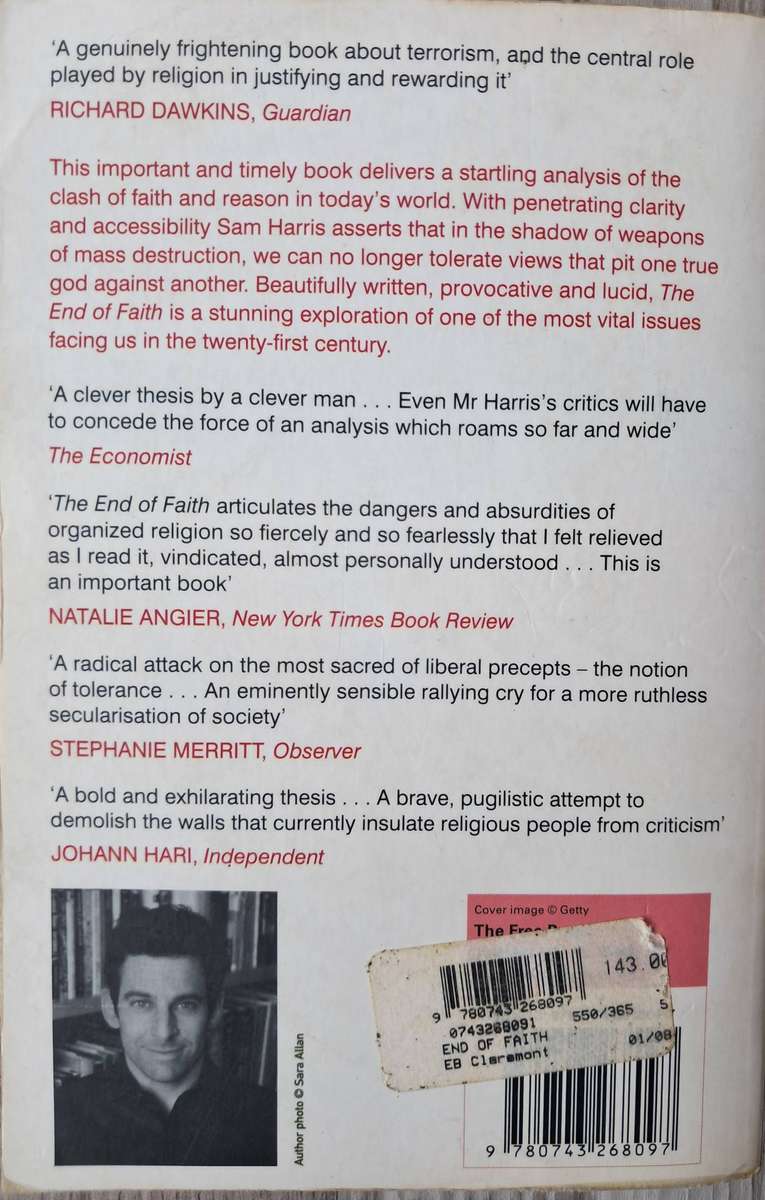 ‘A genuinely frightening book about terrorism, and the central role
played by religion in justifying and rewarding it’
RICHARD DAWKINS, Guardian
This important and timely book delivers a startling analysis of the
clash of faith and reason in today’s world. With penetrating clarity
and accessibility Sam Harris asserts that in the shadow of weapons
of mass destruction, we can no longer tolerate views that pit one true
god against another. Beautifully written, provocative and lucid, The
End of Faith is a stunning exploration of one of the most vital issues
facing us in the twenty-first century.
‘A clever thesis by a clever man . . . Even Mr Harris’s critics will have
to concede the force of an analysis which roams so far and wide’
The Economist
‘The End of Faith articulates the dangers and absurdities of
organized religion so fiercely and so fearlessly that I felt relieved
as I read it, vindicated, almost personally understood . . . This is
an important book’
NATALIE ANGIER, New York Times Book Review
‘A radical attack on the most sacred of liberal precepts – the notion
of tolerance . . . An eminently sensible rallying cry for a more ruthless
secularisation of society’
STEPHANIE MERRITT, Observer
‘A bold and exhilarating thesis . . . A brave, pugilistic attempt to
demolish the walls that currently insulate religious people from criticism’
JOHANN HARI, Independent
Author photo © Sara Allan
Cover image © Getty
The
143.00
9 780743 268097
0743268091 550/365 5
END OF FAITH 01/08
EB Claremont
9 780743 268097